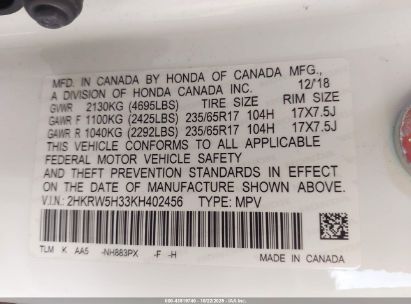 MFD. IN CANADA BY HONDA OF CANADA MFG.,
A DIVISION OF HONDA CANADA INC. 12/18
GVWR 2130KG (4695LBS) TIRE SIZE RIM SIZE
GAWR F 1100KG (2425LBS) 235/65R17 104H 17X7.5J
GAWR R 1040KG (2292LBS) 235/65R17 104H 17X7.5J
THIS VEHICLE CONFORMS TO ALL APPLICABLE
FEDERAL MOTOR VEHICLE SAFETY
AND THEFT PREVENTION STANDARDS IN EFFECT
ON THE DATE OF MANUFACTURE SHOWN ABOVE.
V.I.N.: 2HKRW5H33KH402456 TYPE: MPV
TLM K AA5 -NH883PX -F -H
MADE IN CANADA